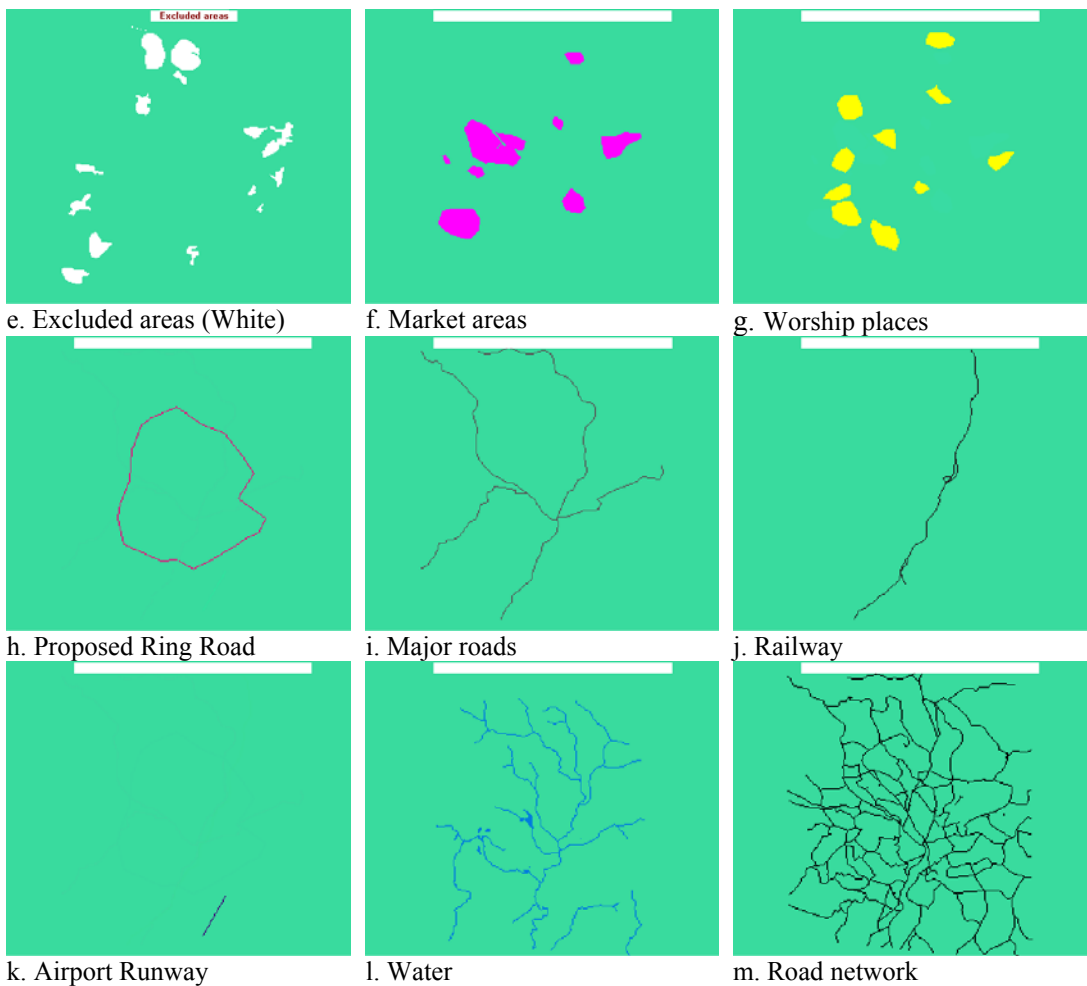 Excluded areas
e. Excluded areas (White)
f. Market areas
g. Worship places
h. Proposed Ring Road
i. Major roads
j. Railway
k. Airport Runway
l. Water
m. Road network